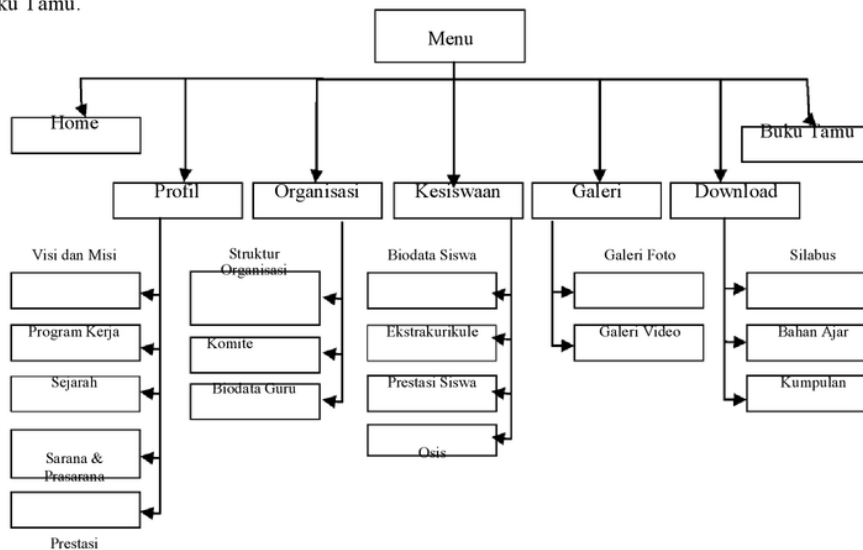 ku Tamu.
Menu
Home
Buku Tamu
Profil
Organisasi
Kesiswaan
Galeri
Download
Visi dan Misi
Program Kerja
Sejarah
Sarana &
Prasarana
Prestasi
Struktur
Organisasi
Komite
Biodata Guru
Biodata Siswa
Ekstrakurikule
Prestasi Siswa
Osis
Galeri Foto
Galeri Video
Silabus
Bahan Ajar
Kumpulan